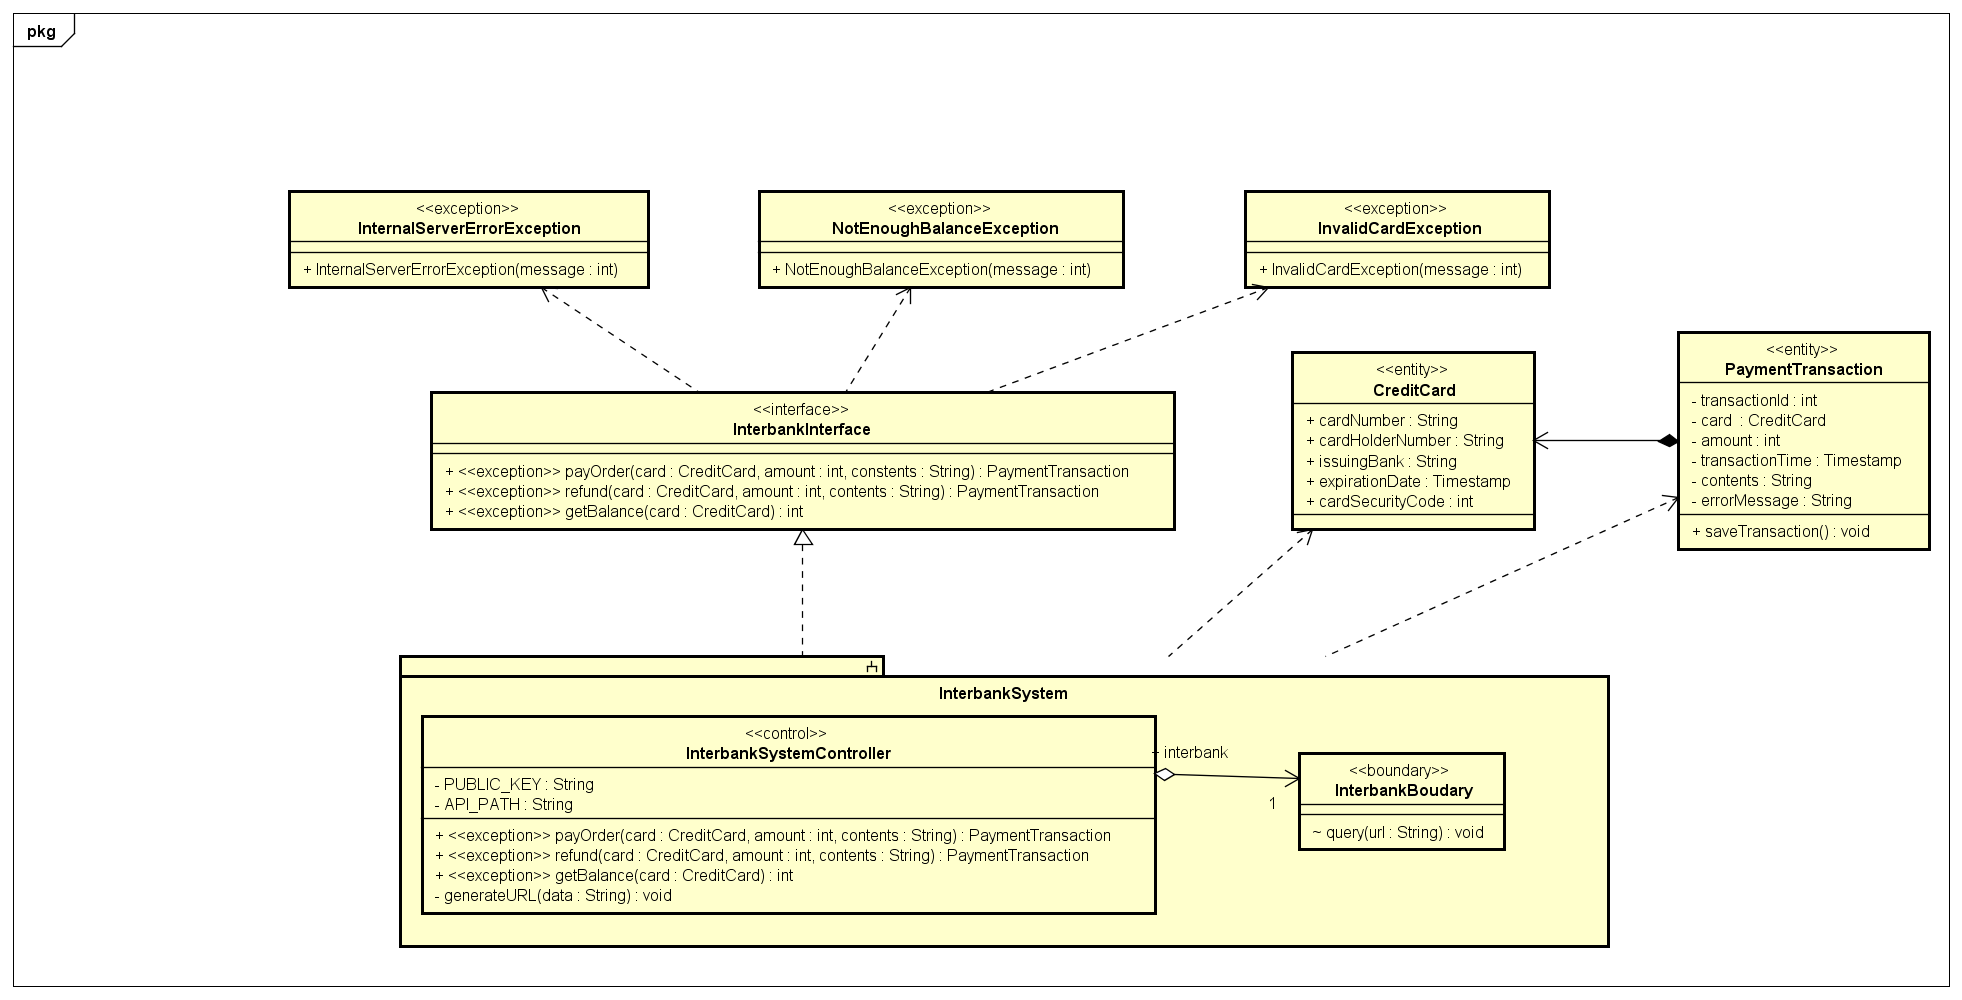 pkg
<<exception>>
InternalServerErrorException
+ InternalServerErrorException(message : int)
<<exception>>
NotEnoughBalanceException
+ NotEnoughBalanceException(message : int)
<<exception>>
InvalidCardException
+ InvalidCardException(message : int)
<<interface>>
InterbankInterface
+ <<exception>> payOrder(card : CreditCard, amount : int, constents : String) : PaymentTransaction
+ <<exception>> refund(card : CreditCard, amount : int, contents : String) : PaymentTransaction
+ <<exception>> getBalance(card : CreditCard) : int
<<entity>>
CreditCard
+ cardNumber : String
+ cardHolderNumber : String
+ issuingBank : String
+ expirationDate : Timestamp
+ cardSecurityCode : int
<<entity>>
PaymentTransaction
- transactionId : int
- card : CreditCard
- amount : int
- transactionTime : Timestamp
- contents : String
- errorMessage : String
+ saveTransaction() : void
InterbankSystem
<<control>>
InterbankSystemController
- PUBLIC_KEY : String
- API_PATH : String
+ <<exception>> payOrder(card : CreditCard, amount : int, contents : String) : PaymentTransaction
+ <<exception>> refund(card : CreditCard, amount : int, contents : String) : PaymentTransaction
+ <<exception>> getBalance(card : CreditCard) : int
- generateURL(data : String) : void
- interbank
1
<<boundary>>
InterbankBoudary
~ query(url : String) : void